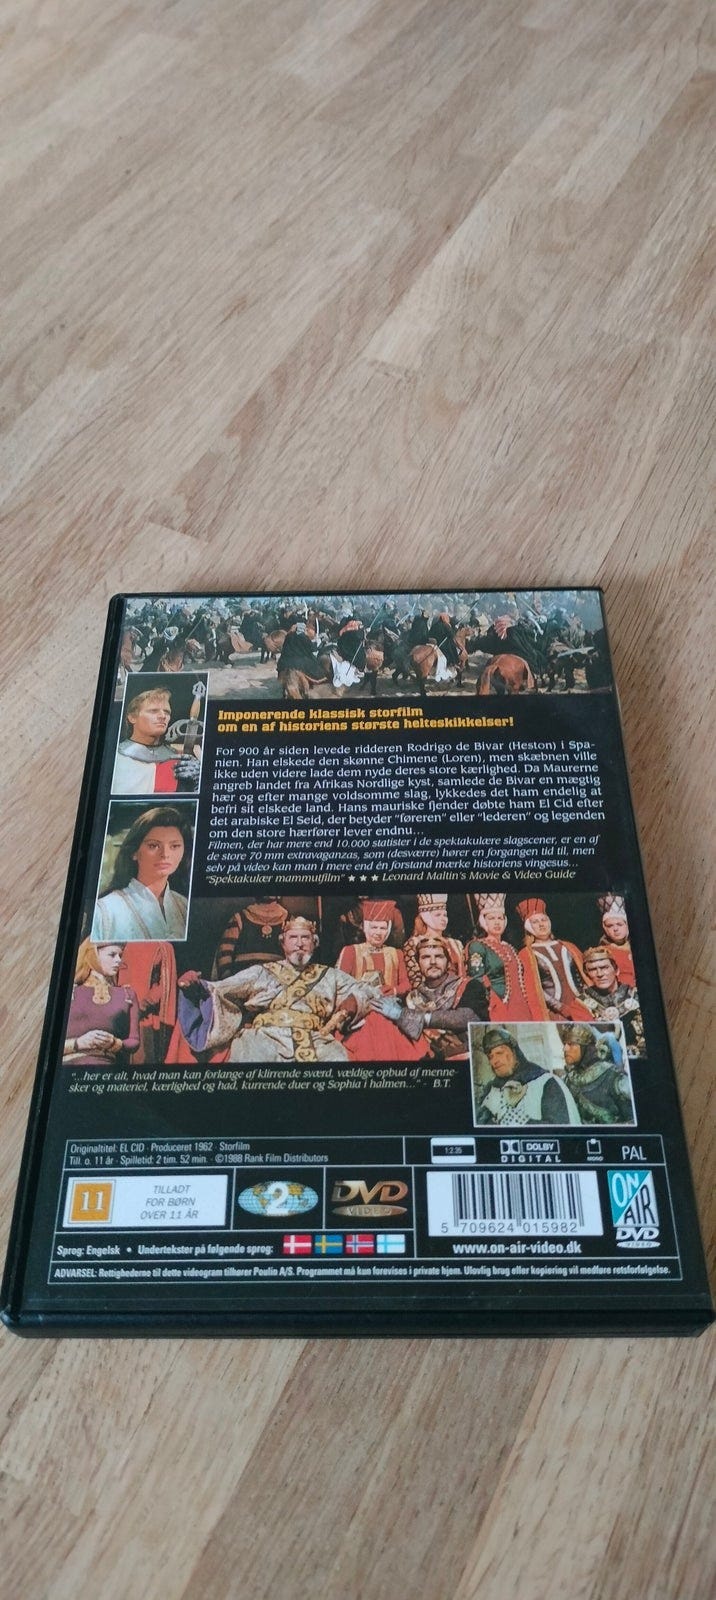 Imponerende klassisk storfilm
om en af historiens største helteskikkelser!
For 900 år siden levede ridderen Rodrigo de Bivar (Heston) i Spa-
nien. Han elskede den skønne Chimene (Loren), men skæbnen ville
ikke uden videre lade dem nyde deres store kærlighed. Da Maurerne
angreb landet fra Afrikas Nordlige kyst, samlede de Bivar en mægtig
hær og efter mange voldsomme slag, lykkedes det ham endelig at
befri sit elskede land. Hans mauriske fjender døbte ham El Cid efter
det arabiske El Seid, der betyder "føreren" eller "lederen" og legenden
om den store hærfører lever endnu...
Filmen, der har mere end 10.000 statister i de spektakulære slagscener, er en af
de store 70 mm extravaganzas, som (desværre) hører en forgangen tid til, men
selv på video kan man i mere end én forstand mærke historiens vingesus...
"Spektakulær mammutfilm" ★ ★ ★ Leonard Maltin's Movie & Video Guide
"...her er alt, hvad man kan forlange af klirrende sværd, vældige opbud af menne-
sker og materiel, kærlighed og had, kurrende duer og Sophia i halmen..." - B.T.
Originaltitel: EL CID · Produceret 1962 · Storfilm
Till. o. 11 år · Spilletid: 2 tim. 52 min. · ©1988 Rank Film Distributors
1:2.35
DOLBY
DIGITAL
MONO
PAL
11
TILLADT
FOR BØRN
OVER 11 ÅR
2
DVD
VIDEO
5 709624 015982
ON
AIR
DVD
VIDEO
Sprog: Engelsk • Undertekster på følgende sprog:
www.on-air-video.dk
ADVARSEL: Rettighederne til dette videogram tilhører Poulin A/S. Programmet må kun forevises i private hjem. Ulovlig brug eller kopiering vil medføre retsforfølgelse.